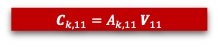 C_{k,11} = A_{k,11} V_{11}